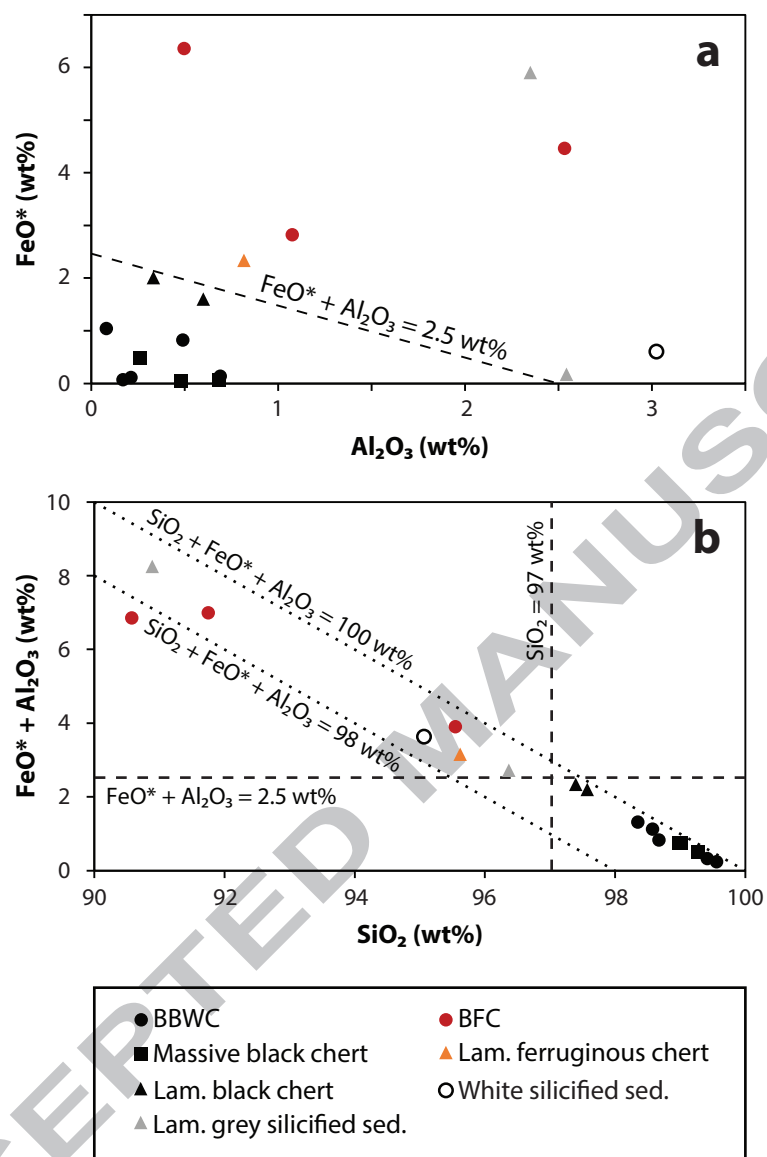 a
6
4
2
0
FeO* (wt%)
FeO* + Al₂O₃ = 2.5 wt%
0 1 2 3
Al₂O₃ (wt%)
b
10
8
6
4
2
0
FeO* + Al₂O₃ (wt%)
SiO₂ + FeO* + Al₂O₃ = 100 wt%
SiO₂ + FeO* + Al₂O₃ = 98 wt%
SiO₂ = 97 wt%
FeO* + Al₂O₃ = 2.5 wt%
90 92 94 96 98 100
SiO₂ (wt%)
BBWC BFC
Massive black chert Lam. ferruginous chert
Lam. black chert White silicified sed.
Lam. grey silicified sed.
EPTED MANUSC